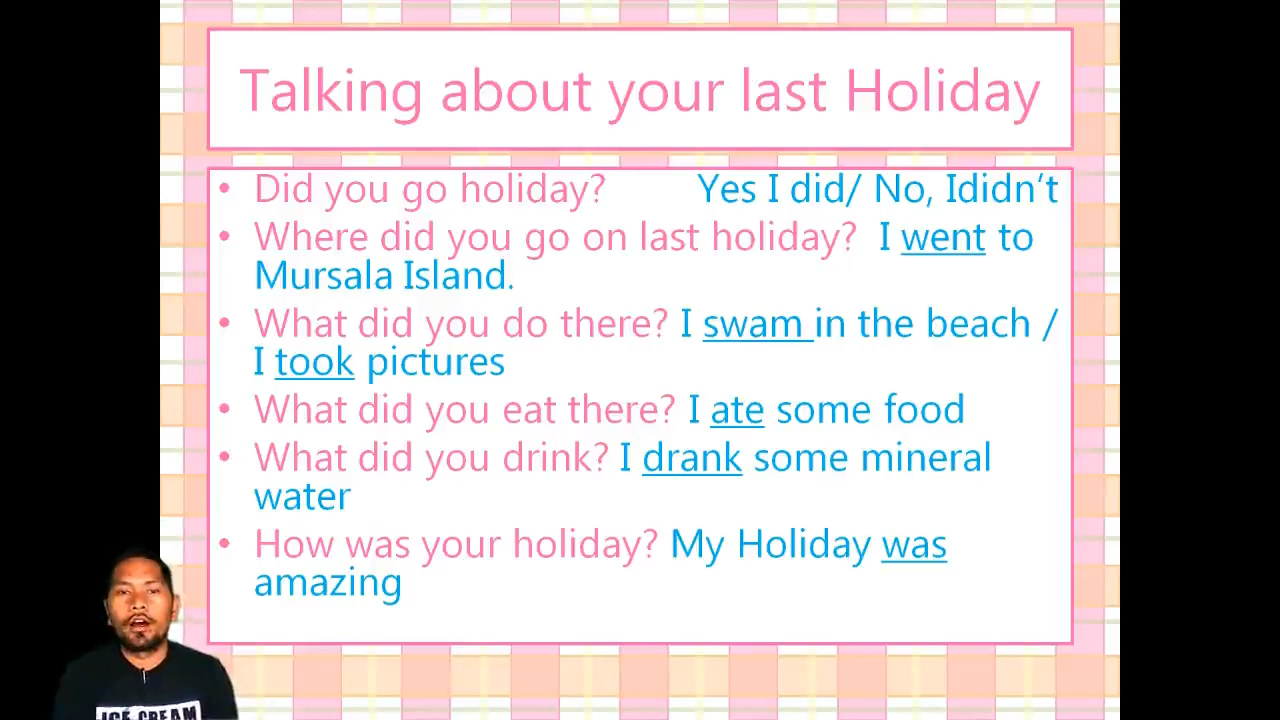 Talking about your last Holiday
• Did you go holiday? Yes I did/ No, Ididn't
• Where did you go on last holiday? I went to
Mursala Island.
• What did you do there? I swam in the beach /
I took pictures
• What did you eat there? I ate some food
• What did you drink? I drank some mineral
water
• How was your holiday? My Holiday was
amazing
ICE CREAM